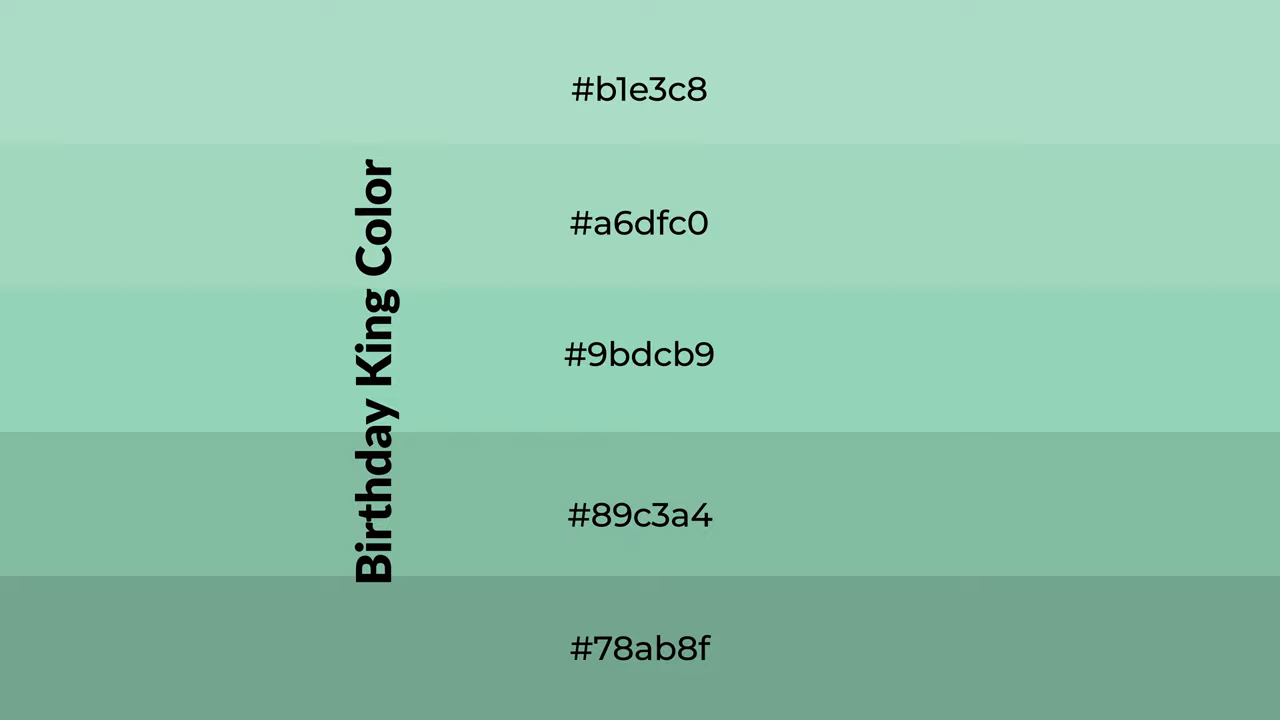 Birthday King Color
#b1e3c8
#a6dfc0
#9bdcb9
#89c3a4
#78ab8f